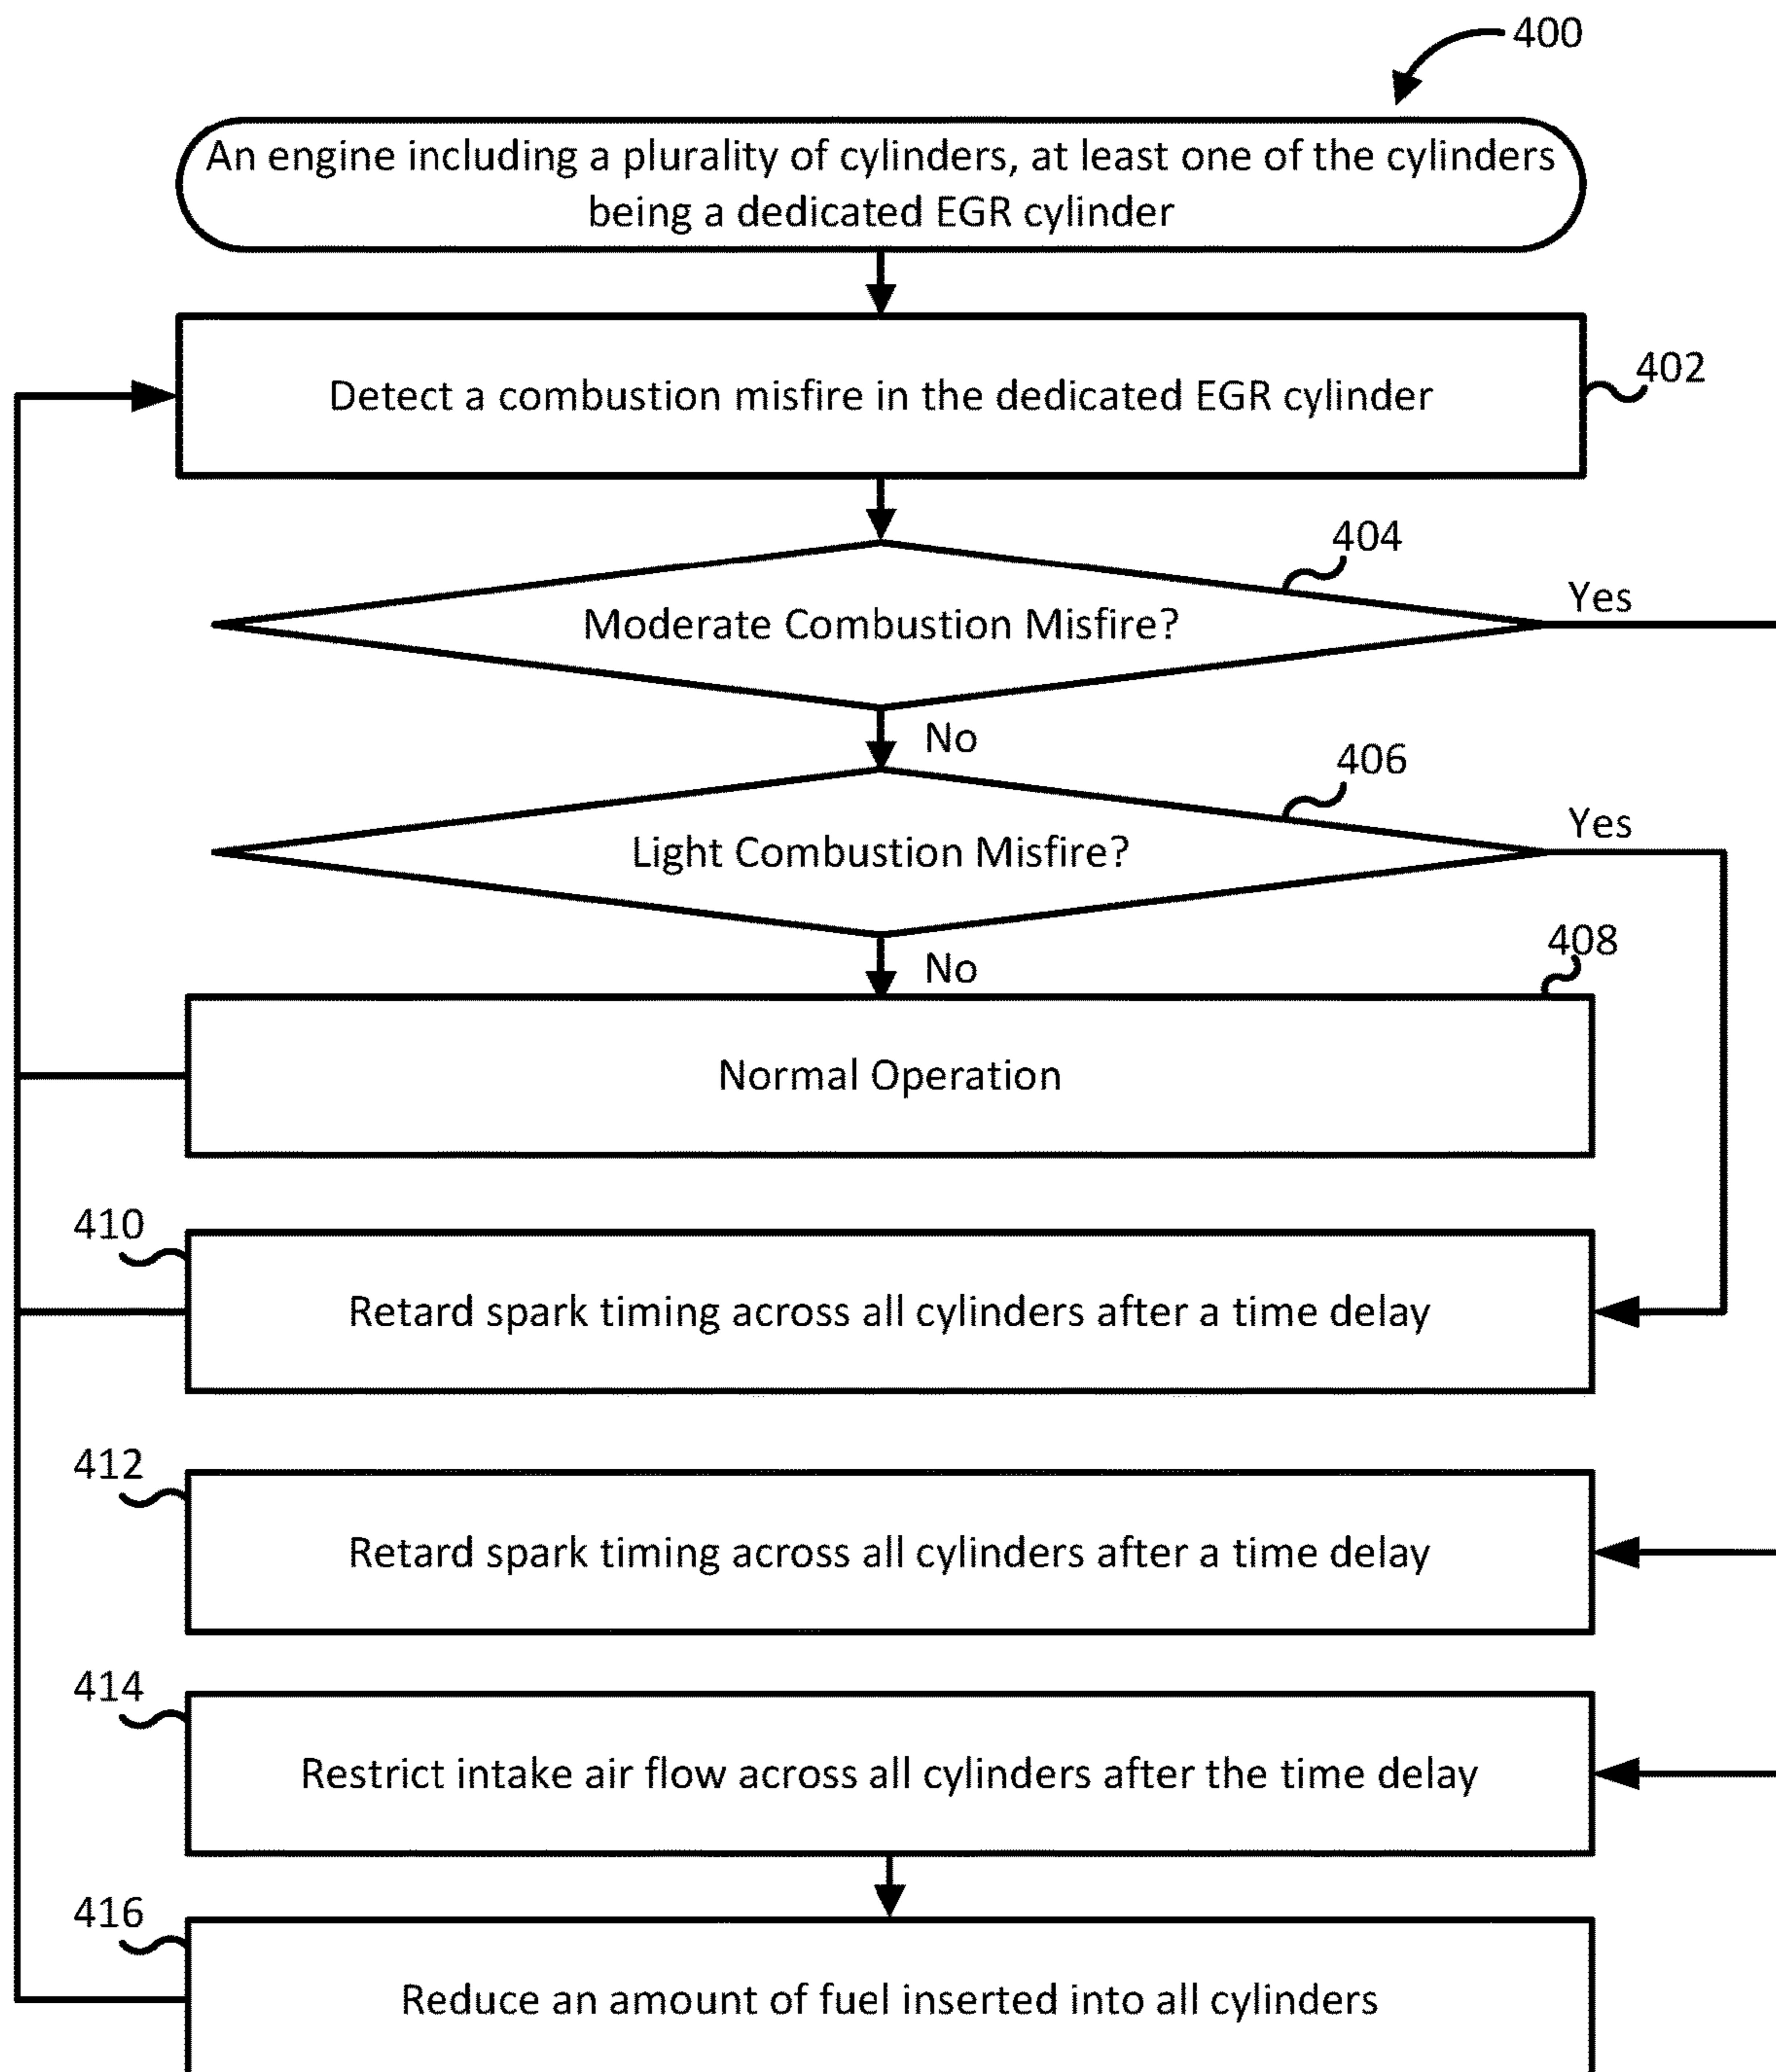 400
An engine including a plurality of cylinders, at least one of the cylinders
being a dedicated EGR cylinder
402
Detect a combustion misfire in the dedicated EGR cylinder
404
Yes
Moderate Combustion Misfire?
No
406
Yes
Light Combustion Misfire?
No
408
Normal Operation
410
Retard spark timing across all cylinders after a time delay
412
Retard spark timing across all cylinders after a time delay
414
Restrict intake air flow across all cylinders after the time delay
416
Reduce an amount of fuel inserted into all cylinders